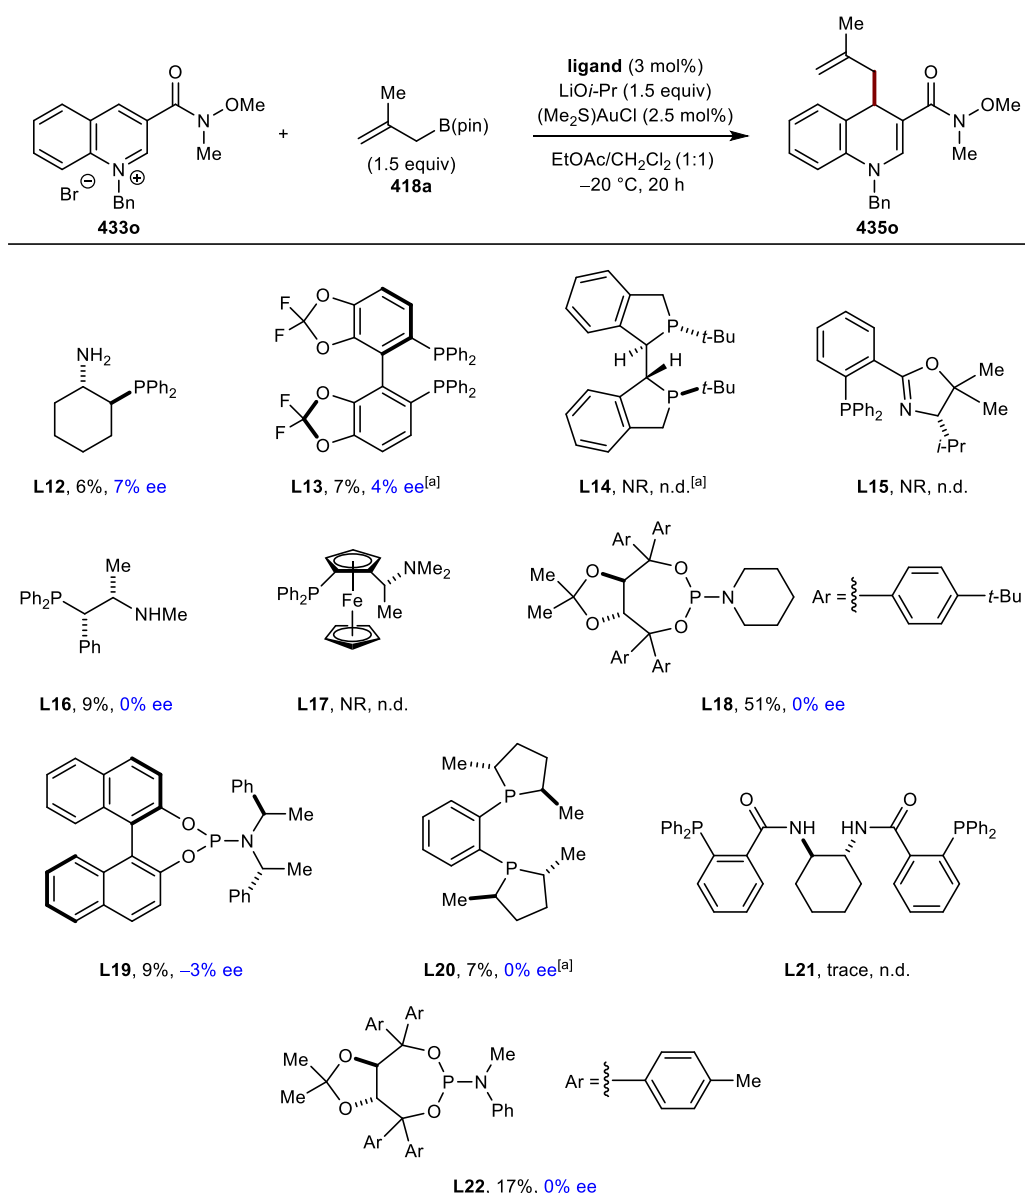 O
N
OMe
Me
N
⊕
Br
⊖
Bn
433o
+
Me
B(pin)
(1.5 equiv)
418a
ligand (3 mol%)
LiOi-Pr (1.5 equiv)
(Me2S)AuCl (2.5 mol%)
EtOAc/CH2Cl2 (1:1)
–20 °C, 20 h
Me
O
N
OMe
Me
N
Bn
435o
NH2
PPh2
L12, 6%, 7% ee
F
F
O
O
PPh2
PPh2
F
F
O
O
L13, 7%, 4% ee[a]
P
t-Bu
H
H
P
t-Bu
L14, NR, n.d.[a]
O
Me
Me
N
PPh2
i-Pr
L15, NR, n.d.
Me
Ph2P
NHMe
Ph
L16, 9%, 0% ee
Ph2P
NMe2
Fe
Me
L17, NR, n.d.
Ar
Ar
Me
Me
O
O
O
O
P
N
Ar
Ar
Ar =
t-Bu
L18, 51%, 0% ee
Ph
Me
O
O
P
N
Me
Ph
L19, 9%, –3% ee
Me
P
Me
P
Me
Me
L20, 7%, 0% ee[a]
Ph2P
O
NH
HN
O
PPh2
L21, trace, n.d.
Ar
Ar
Me
Me
O
O
O
O
P
N
Me
Ph
Ar
Ar
Ar =
Me
L22, 17%, 0% ee